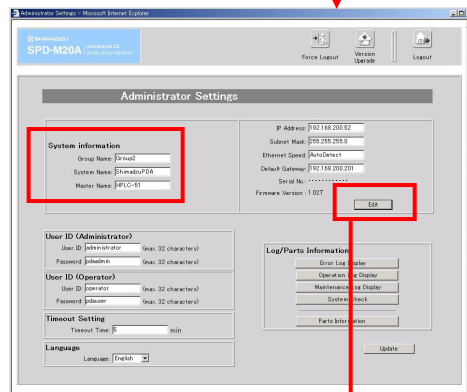 Administrator Settings - Microsoft Internet Explorer
SHIMADZU
SPD-M20A prominence LC
diode array detector
Force Logout
Version Upgrade
Logout
Administrator Settings
System information
Group Name: Group2
System Name: ShimadzuPDA
Master Name: HPLC-51
IP Address: 192.168.200.52
Subnet Mask: 255.255.255.0
Ethernet Speed: AutoDetect
Default Gateway: 192.168.200.201
Serial No.: ............
Firmware Version : 1.02T
Edit
User ID (Administrator)
User ID: administrator (max. 32 characters)
Password: pdaadmin (max. 32 characters)
User ID (Operator)
User ID: operator (max. 32 characters)
Password: pdauser (max. 32 characters)
Timeout Setting
Timeout Time: 5 min
Language
Language: English
Log/Parts Information
Error Log Display
Operation Log Display
Maintenance Log Display
System Check
Parts Information
Update